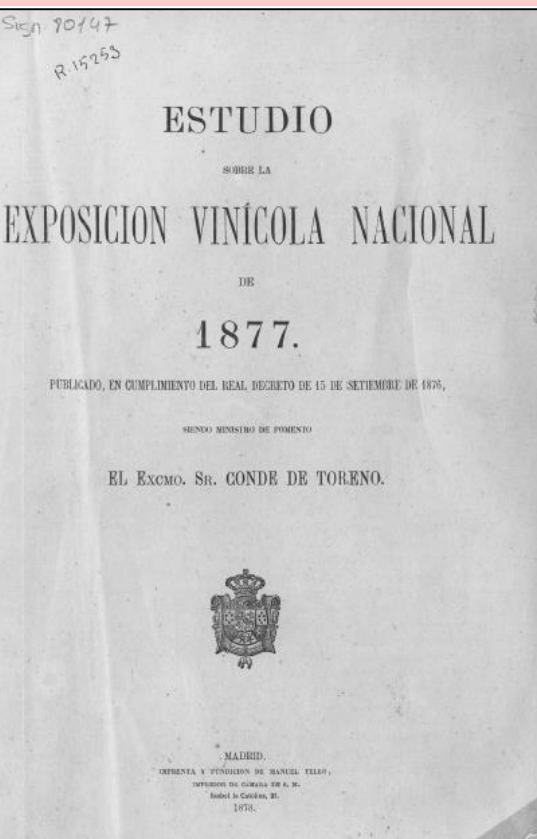 Sign. 90147
R. 15253
ESTUDIO
SOBRE LA
EXPOSICION VINÍCOLA NACIONAL
DE
1877.
PUBLICADO, EN CUMPLIMIENTO DEL REAL DECRETO DE 15 DE SETIEMBRE DE 1876,
SIENDO MINISTRO DE FOMENTO
EL EXCMO. SR. CONDE DE TORENO.
MADRID.
IMPRENTA Y FUNDICION DE MANUEL TELLO,
IMPRESOR DE CÁMARA DE S. M.
Isabel la Católica, 23.
1878.